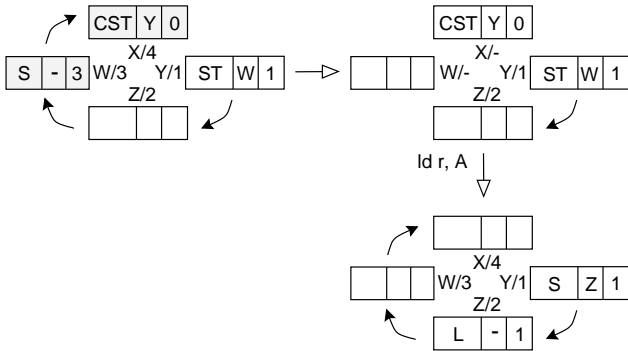 CST Y 0
X/4
S - 3 W/3 Y/1 ST W 1
Z/2
CST Y 0
X/-
W/- Y/1 ST W 1
Z/2
ld r, A
X/4
W/3 Y/1 S Z 1
Z/2
L - 1